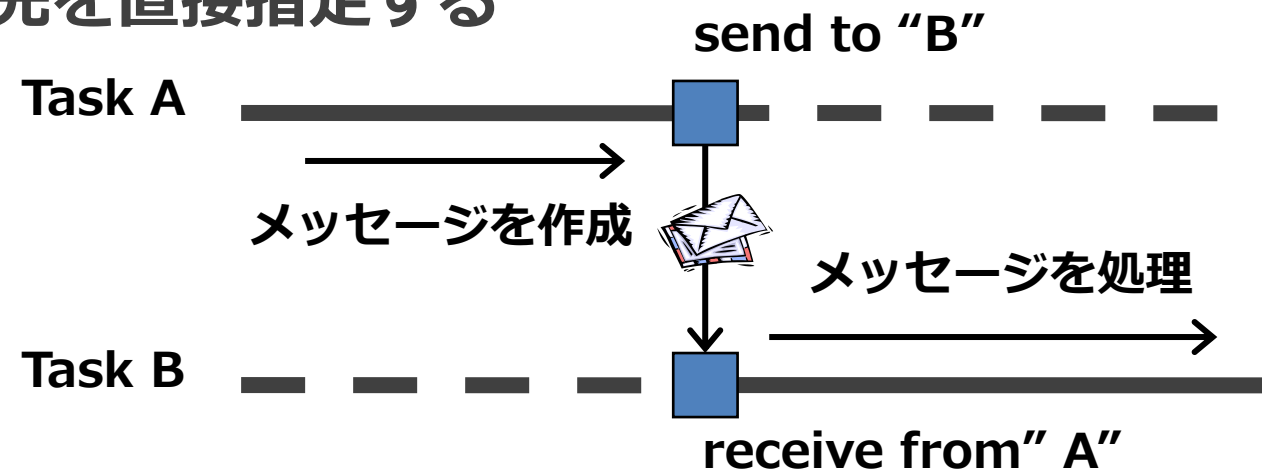 先を直接指定する
send to “B”
Task A
メッセージを作成
メッセージを処理
Task B
receive from” A”